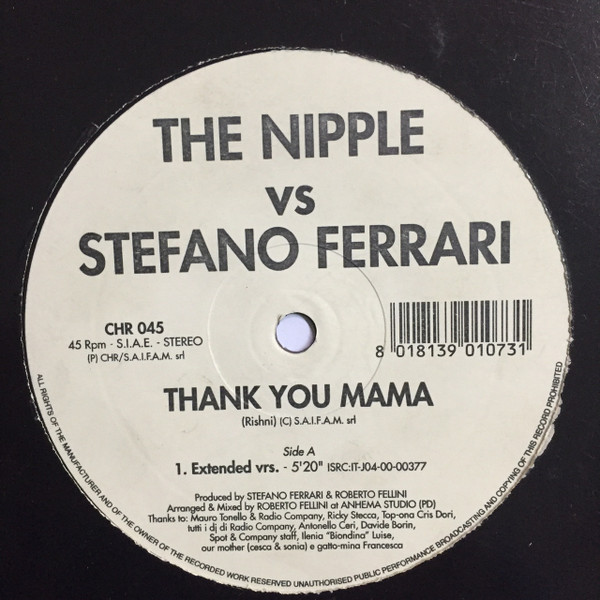 THE NIPPLE
VS
STEFANO FERRARI
CHR 045
45 Rpm - S.I.A.E. - STEREO
(P) CHR/S.A.I.F.A.M. srl
8 018139 010731
THANK YOU MAMA
(Rishni) (C) S.A.I.F.A.M. srl
Side A
1. Extended vrs. - 5'20" ISRC:IT-J04-00-00377
Produced by STEFANO FERRARI & ROBERTO FELLINI
Arranged & Mixed by ROBERTO FELLINI at ANHEMA STUDIO (PD)
Thanks to: Mauro Tonello & Radio Company, Ricky Stecca, Top-ona Cris Dori,
tutti i dj di Radio Company, Antonello Ceri, Davide Borin,
Spot & Company staff, Ilenia "Biondina" Luise,
our mother (cesca & sonia) e gatto-mina Francesca
ALL RIGHTS OF THE MANUFACTURER AND OF THE OWNER OF THE RECORDED WORK RESERVED UNAUTHORISED PUBLIC PERFORMANCE BROADCASTING AND COPYING OF THIS RECORD PROHIBITED